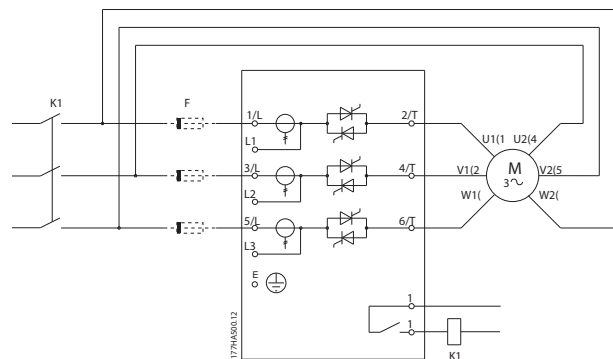 K1
F
1/L
2/T
L1
U1(1 U2(4
3/L
4/T
V1(2
M
3
V2(5
L2
W1(
W2(
5/L
6/T
L3
E
1
1
K1
177HA500.12